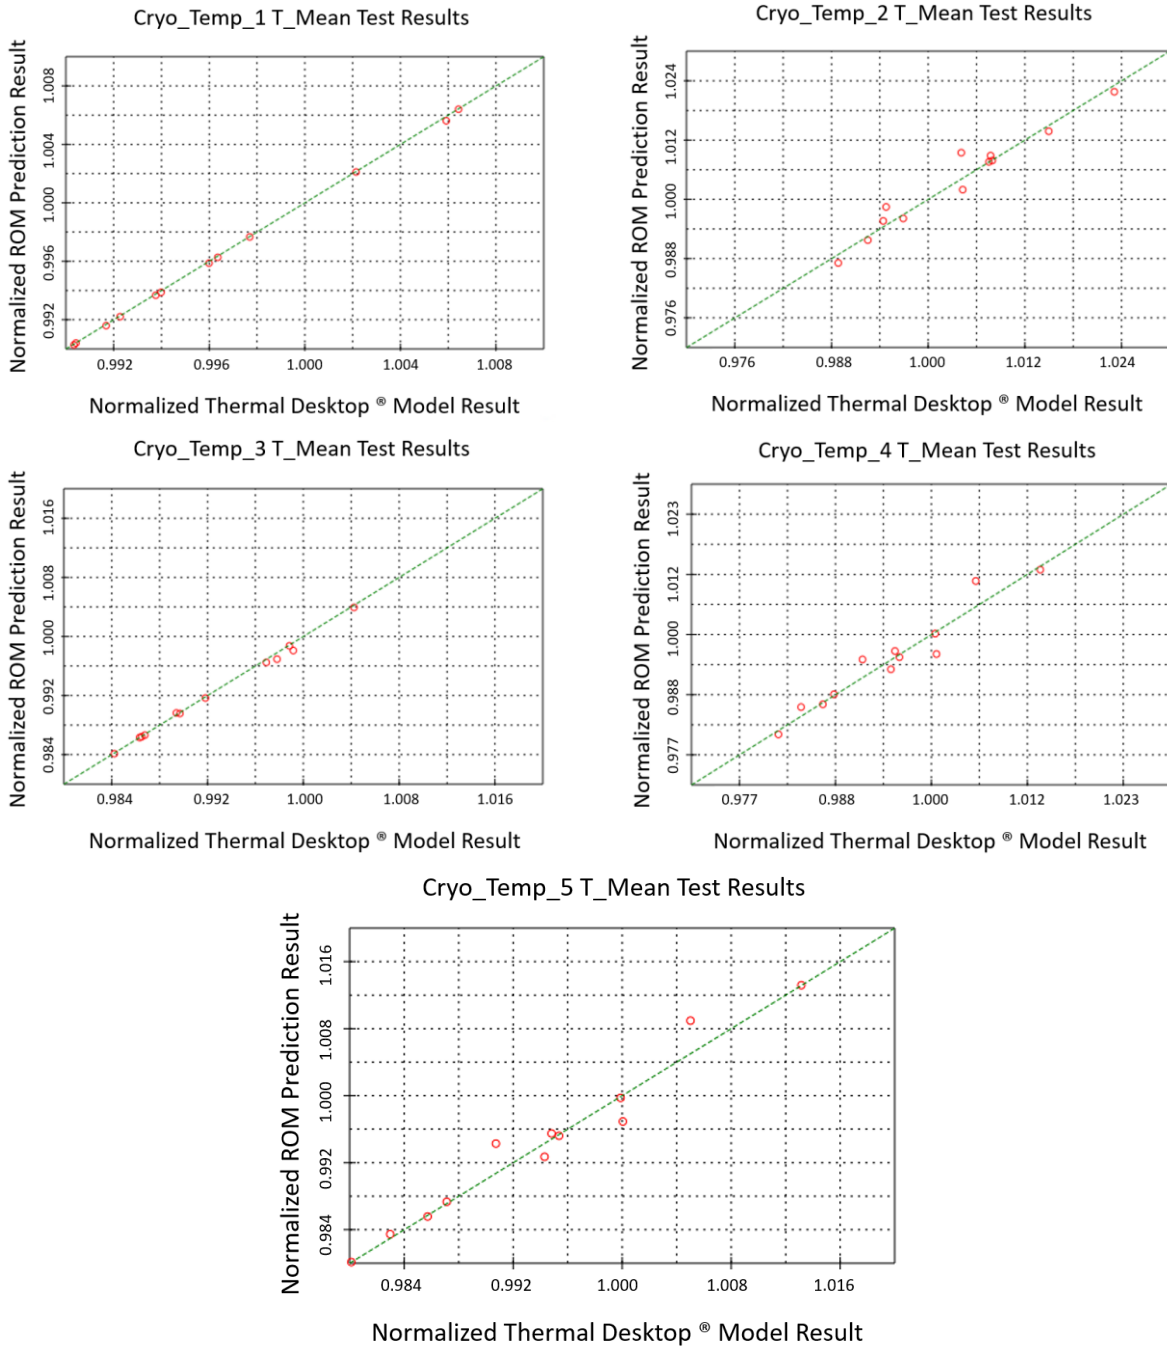 Cryo_Temp_1 T_Mean Test Results
Normalized ROM Prediction Result
1.008
1.004
1.000
0.996
0.992
0.992 0.996 1.000 1.004 1.008
Normalized Thermal Desktop ® Model Result
Cryo_Temp_2 T_Mean Test Results
Normalized ROM Prediction Result
1.024
1.012
1.000
0.988
0.976
0.976 0.988 1.000 1.012 1.024
Normalized Thermal Desktop ® Model Result
Cryo_Temp_3 T_Mean Test Results
Normalized ROM Prediction Result
1.016
1.008
1.000
0.992
0.984
0.984 0.992 1.000 1.008 1.016
Normalized Thermal Desktop ® Model Result
Cryo_Temp_4 T_Mean Test Results
Normalized ROM Prediction Result
1.023
1.012
1.000
0.988
0.977
0.977 0.988 1.000 1.012 1.023
Normalized Thermal Desktop ® Model Result
Cryo_Temp_5 T_Mean Test Results
Normalized ROM Prediction Result
1.016
1.008
1.000
0.992
0.984
0.984 0.992 1.000 1.008 1.016
Normalized Thermal Desktop ® Model Result